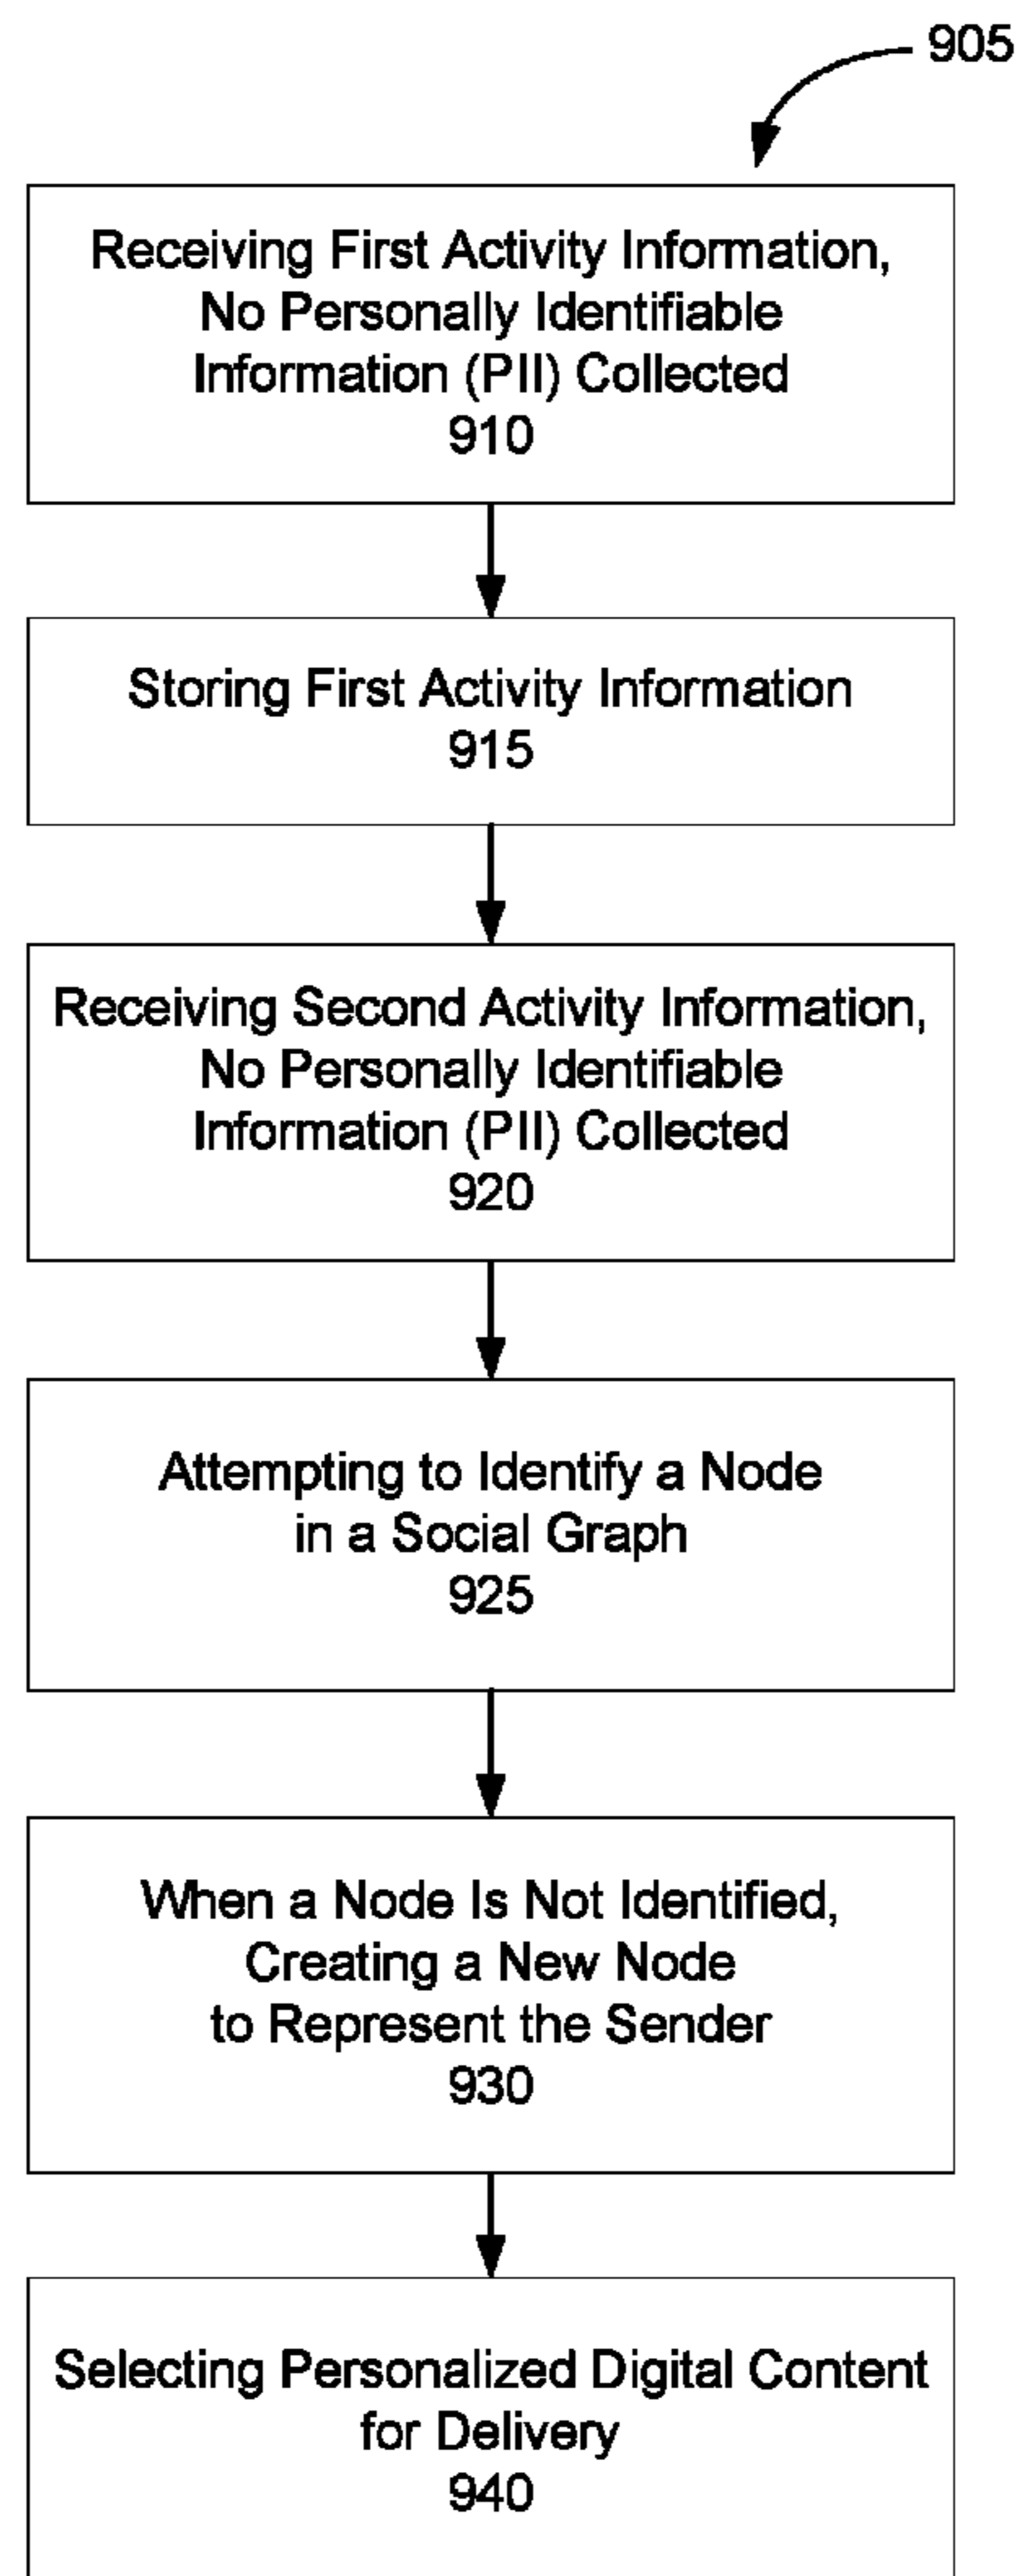 905
Receiving First Activity Information,
No Personally Identifiable
Information (PII) Collected
910
Storing First Activity Information
915
Receiving Second Activity Information,
No Personally Identifiable
Information (PII) Collected
920
Attempting to Identify a Node
in a Social Graph
925
When a Node Is Not Identified,
Creating a New Node
to Represent the Sender
930
Selecting Personalized Digital Content
for Delivery
940